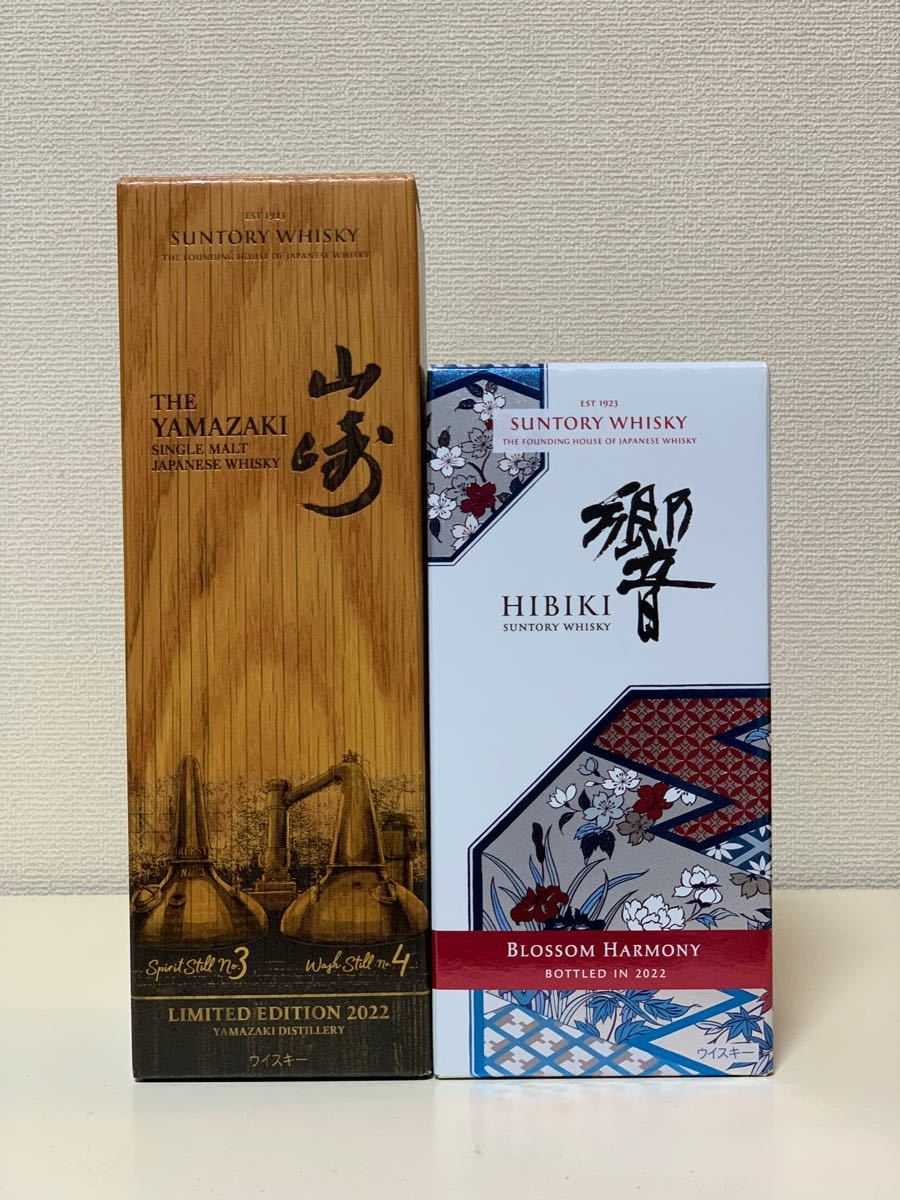 EST 1923
SUNTORY WHISKY
THE FOUNDING HOUSE OF JAPANESE WHISKY
THE
YAMAZAKI
SINGLE MALT
JAPANESE WHISKY
山崎
Spirit Still No3
Wash Still No.4
LIMITED EDITION 2022
YAMAZAKI DISTILLERY
ウイスキー
EST 1923
SUNTORY WHISKY
THE FOUNDING HOUSE OF JAPANESE WHISKY
響
HIBIKI
SUNTORY WHISKY
BLOSSOM HARMONY
BOTTLED IN 2022
ウイスキー